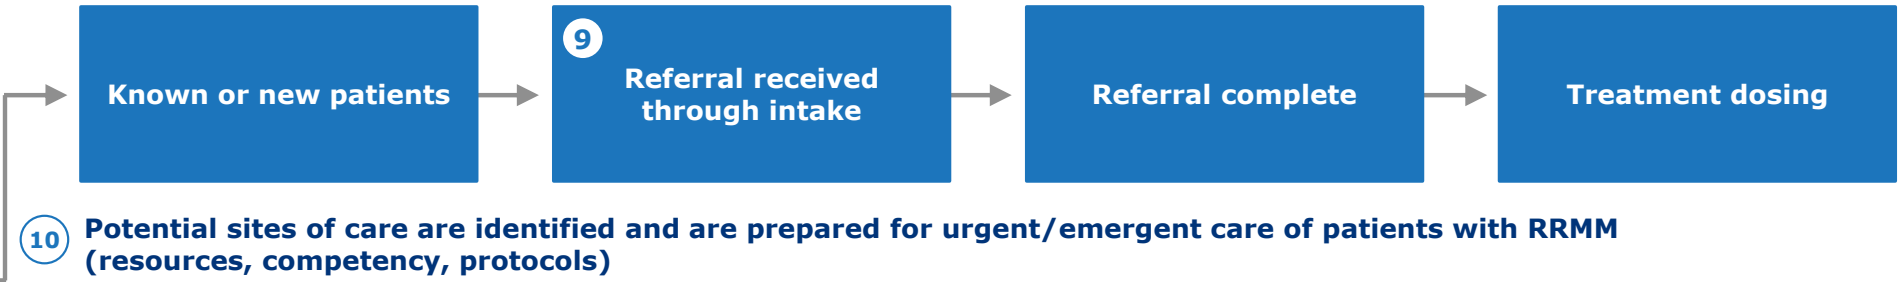 Known or new patients
9
Referral received
through intake
Referral complete
Treatment dosing
10
Potential sites of care are identified and are prepared for urgent/emergent care of patients with RRMM
(resources, competency, protocols)